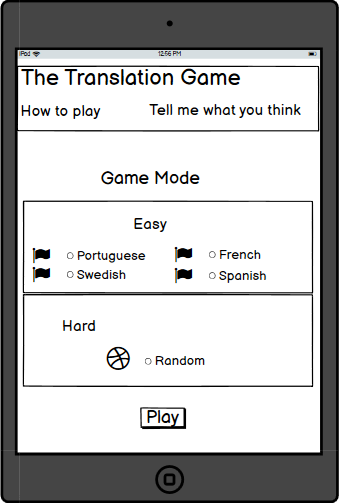 iPad 12:56 PM
The Translation Game
How to play Tell me what you think
Game Mode
Easy
Portuguese French
Swedish Spanish
Hard
Random
Play